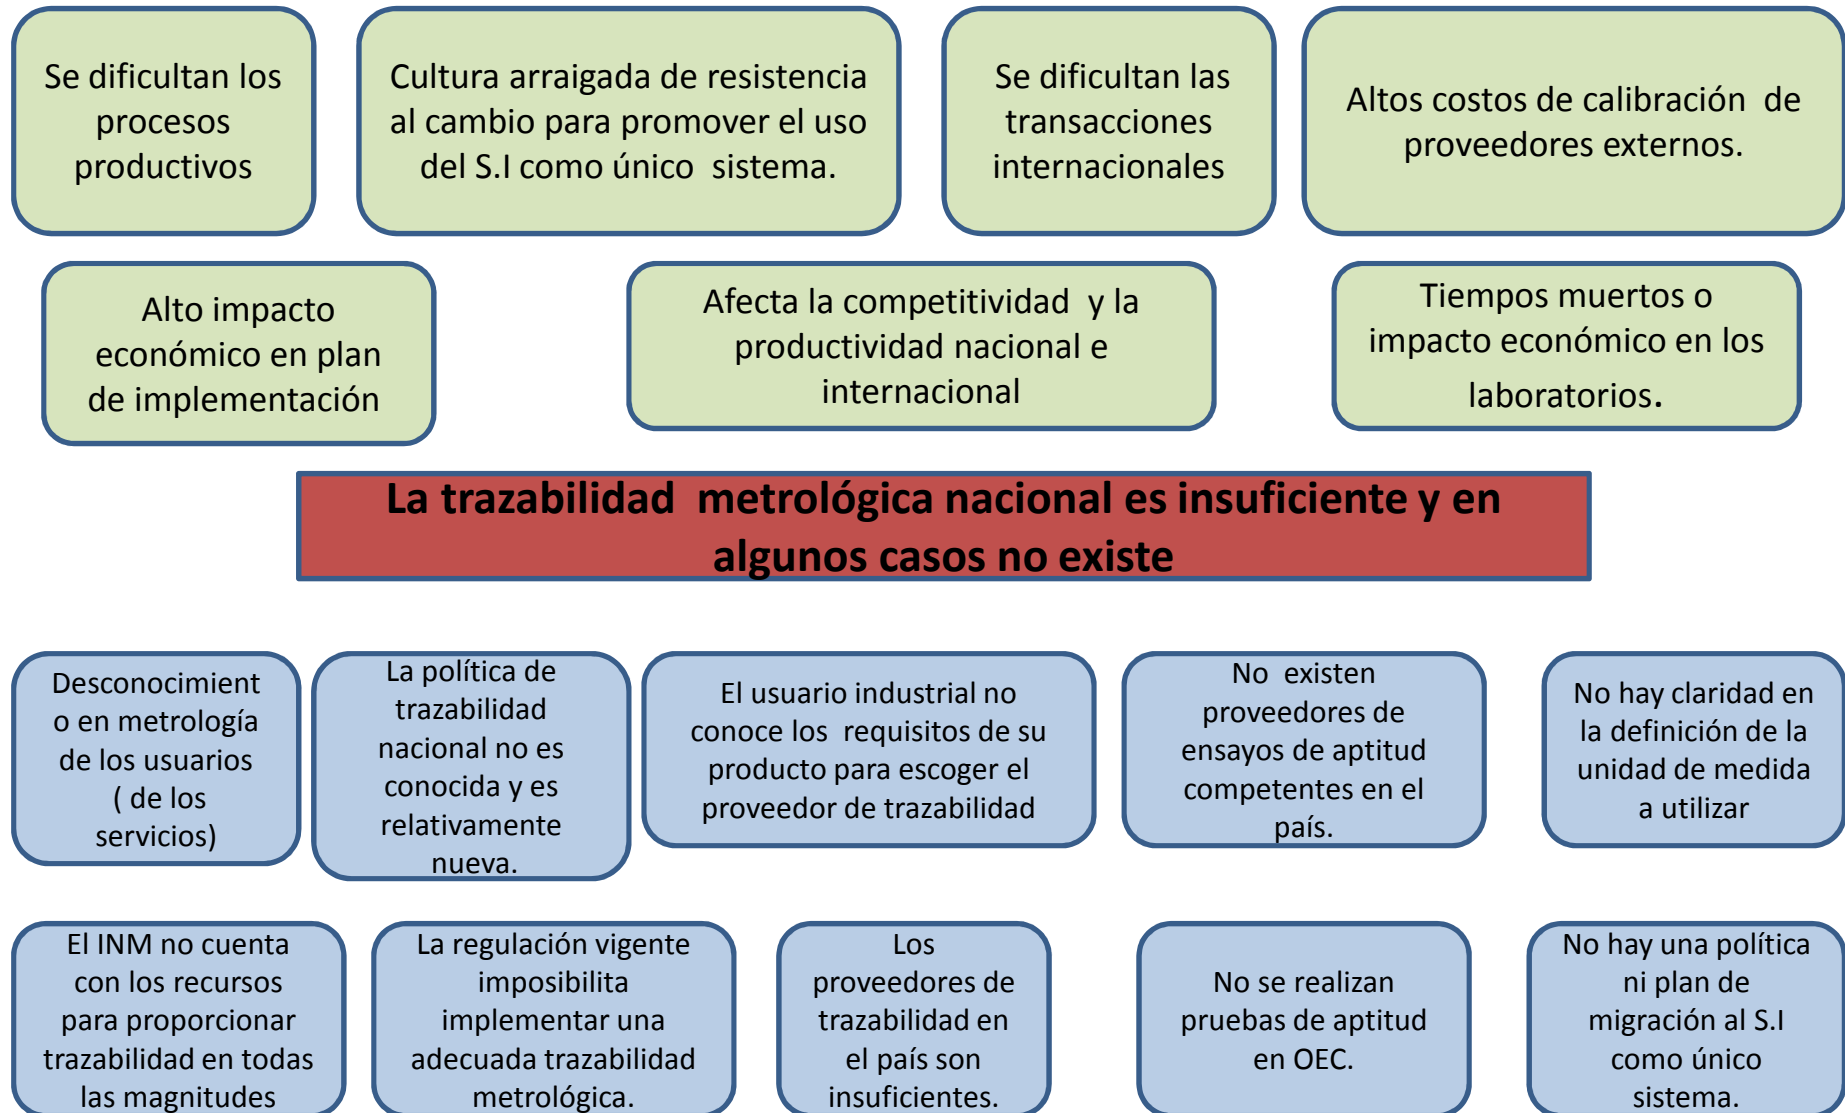 Se dificultan los
procesos
productivos
Cultura arraigada de resistencia
al cambio para promover el uso
del S.I como único sistema.
Se dificultan las
transacciones
internacionales
Altos costos de calibración de
proveedores externos.
Alto impacto
económico en plan
de implementación
Afecta la competitividad y la
productividad nacional e
internacional
Tiempos muertos o
impacto económico en los
laboratorios.
La trazabilidad metrológica nacional es insuficiente y en
algunos casos no existe
Desconocimient
o en metrología
de los usuarios
( de los
servicios)
La política de
trazabilidad
nacional no es
conocida y es
relativamente
nueva.
El usuario industrial no
conoce los requisitos de su
producto para escoger el
proveedor de trazabilidad
No existen
proveedores de
ensayos de aptitud
competentes en el
país.
No hay claridad en
la definición de la
unidad de medida
a utilizar
El INM no cuenta
con los recursos
para proporcionar
trazabilidad en todas
las magnitudes
La regulación vigente
imposibilita
implementar una
adecuada trazabilidad
metrológica.
Los
proveedores de
trazabilidad en
el país son
insuficientes.
No se realizan
pruebas de aptitud
en OEC.
No hay una política
ni plan de
migración al S.I
como único
sistema.